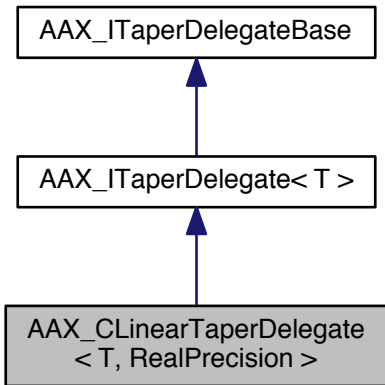 AAX_ITaperDelegateBase
AAX_ITaperDelegate< T >
AAX_CLinearTaperDelegate
< T, RealPrecision >